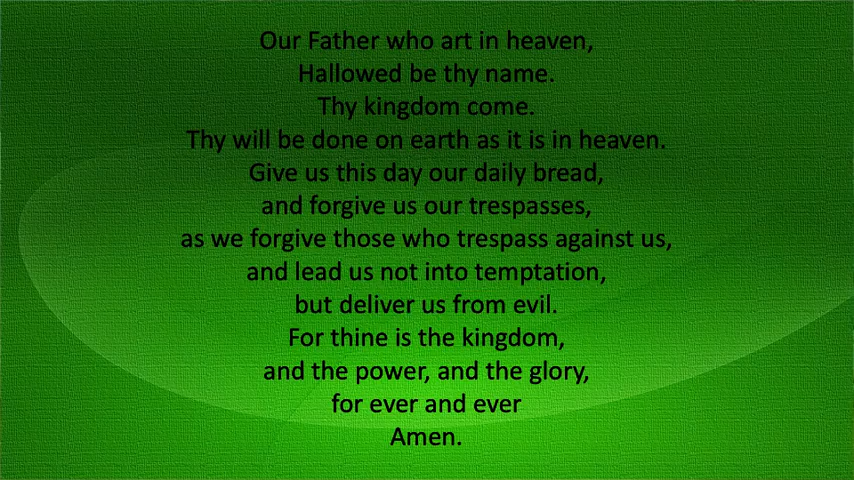 Our Father who art in heaven,
Hallowed be thy name.
Thy kingdom come.
Thy will be done on earth as it is in heaven.
Give us this day our daily bread,
and forgive us our trespasses,
as we forgive those who trespass against us,
and lead us not into temptation,
but deliver us from evil.
For thine is the kingdom,
and the power, and the glory,
for ever and ever
Amen.